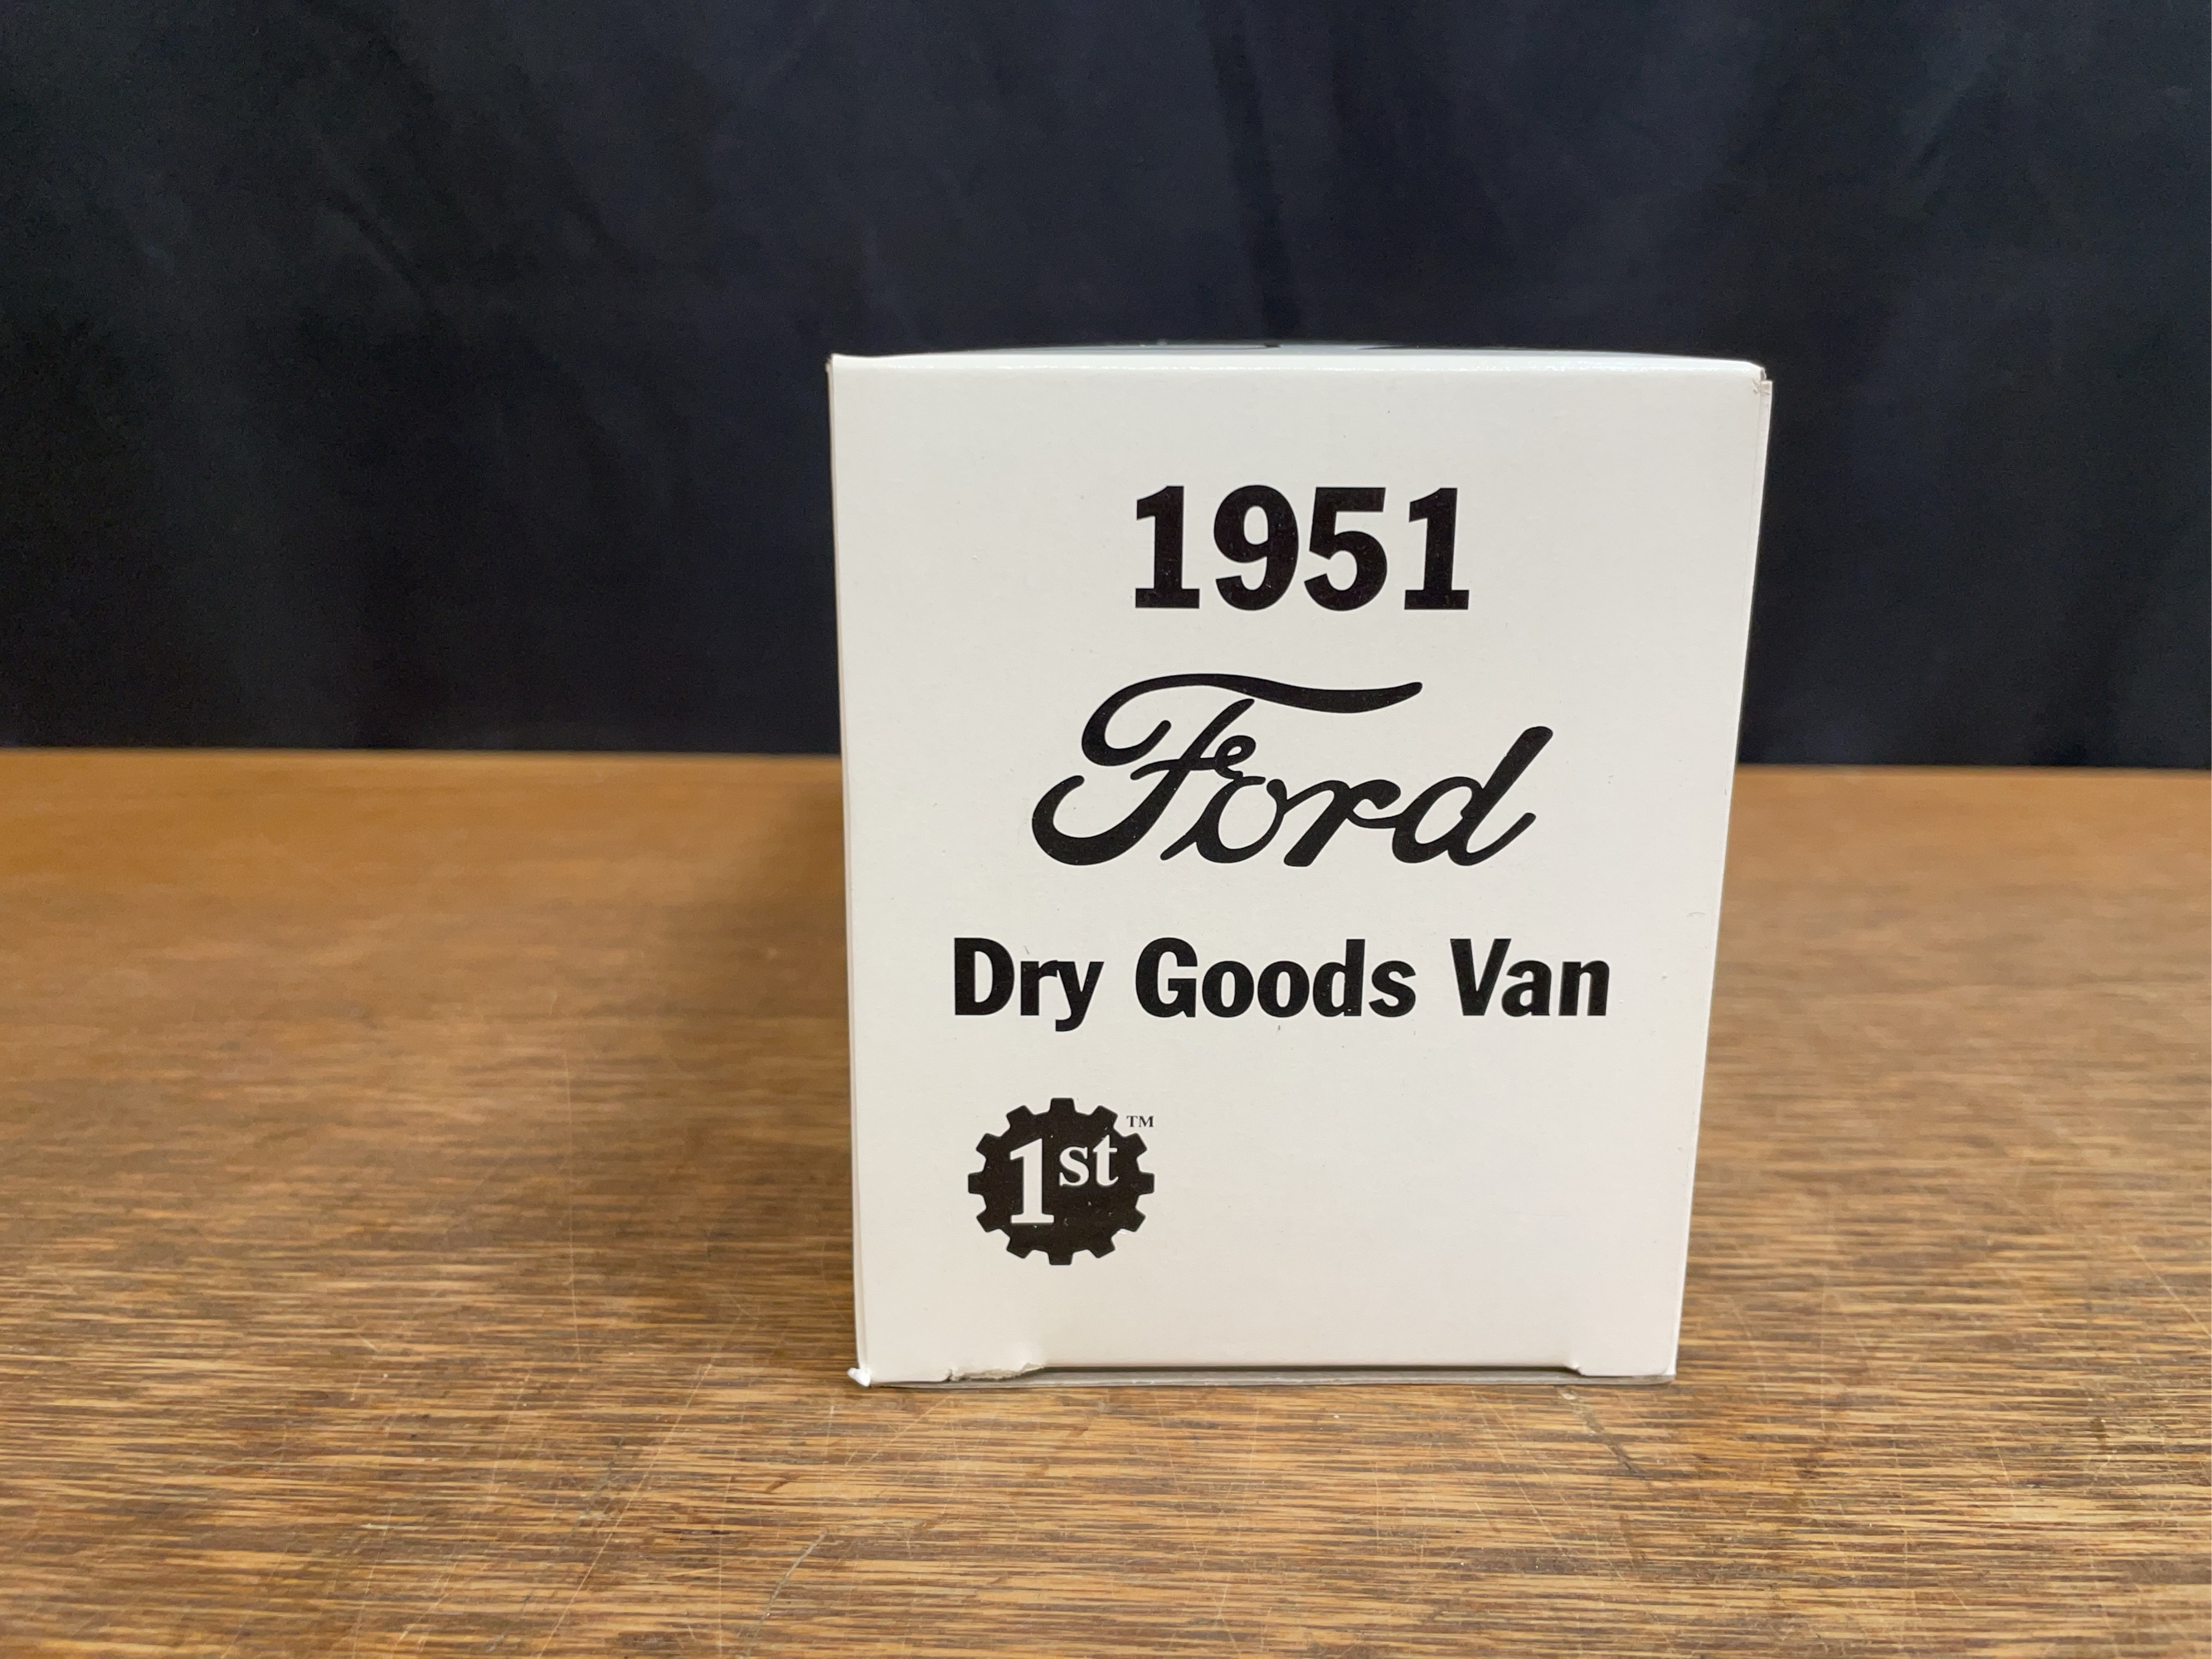 1951
Ford
Dry Goods Van
1st™